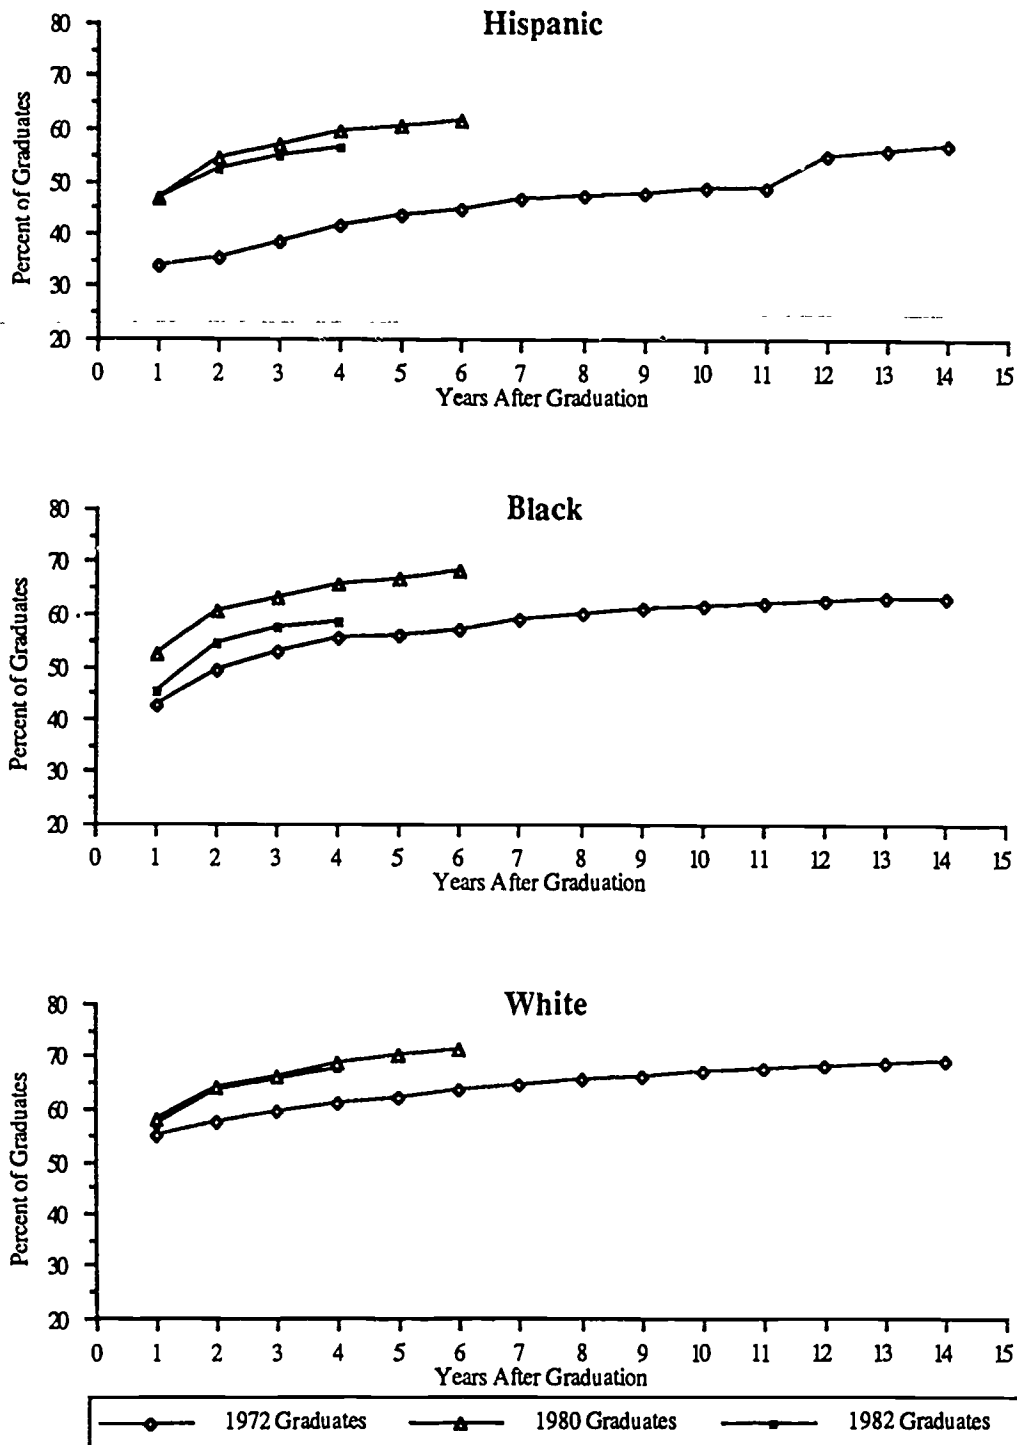 Hispanic
80
70
60
50
40
30
20
Percent of Graduates
0 1 2 3 4 5 6 7 8 9 10 11 12 13 14 15
Years After Graduation
Black
80
70
60
50
40
30
20
Percent of Graduates
0 1 2 3 4 5 6 7 8 9 10 11 12 13 14 15
Years After Graduation
White
80
70
60
50
40
30
20
Percent of Graduates
0 1 2 3 4 5 6 7 8 9 10 11 12 13 14 15
Years After Graduation
1972 Graduates 1980 Graduates 1982 Graduates